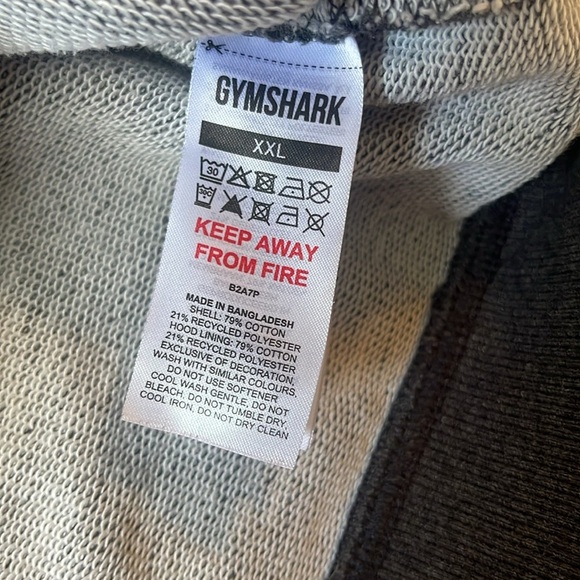 GYMSHARK
XXL
30
30C
KEEP AWAY
FROM FIRE
B2A7P
MADE IN BANGLADESH
SHELL: 79% COTTON
21% RECYCLED POLYESTER
HOOD LINING: 79% COTTON
21% RECYCLED POLYESTER
EXCLUSIVE OF DECORATION,
WASH WITH SIMILAR COLOURS,
DO NOT USE SOFTENER
COOL WASH GENTLE, DO NOT
BLEACH, DO NOT TUMBLE DRY,
COOL IRON, DO NOT DRY CLEAN